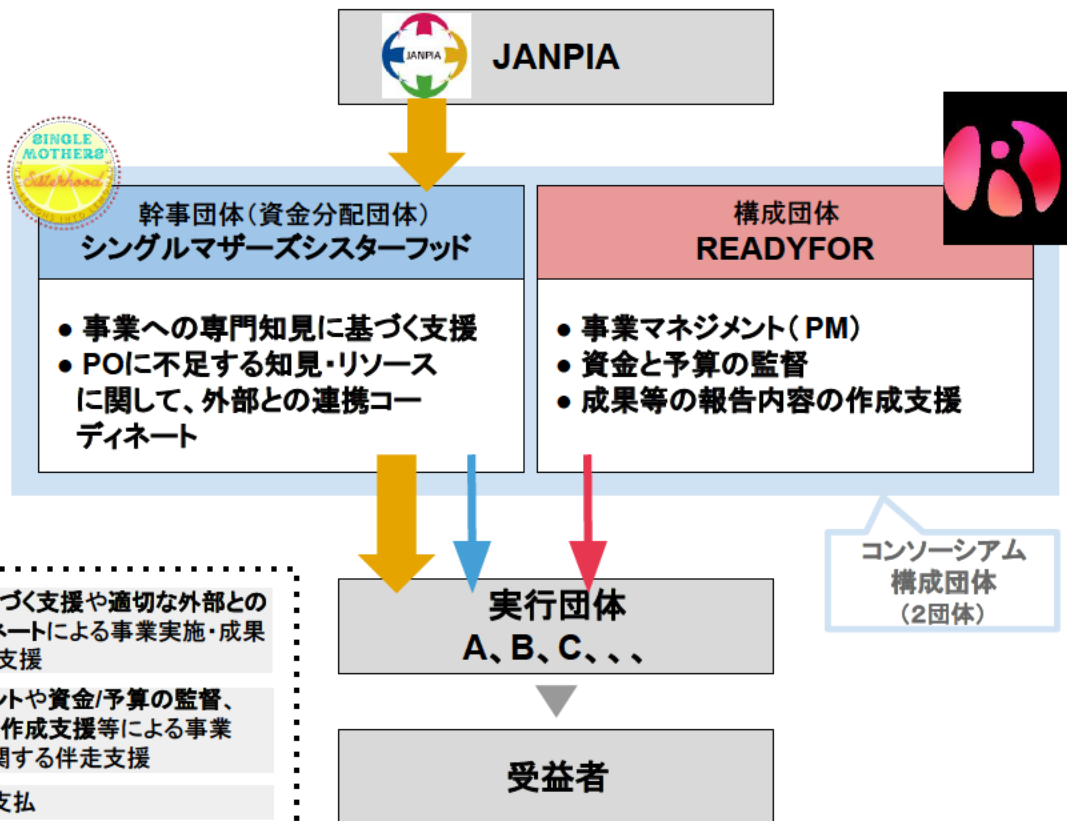 JANPIA
JANPIA
SINGLE
MOTHERS'
Sisterhood
幹事団体（資金分配団体）
シングルマザーズシスターフッド
● 事業への専門知見に基づく支援
● POに不足する知見・リソース
に関して、外部との連携コー
ディネート
構成団体
READYFOR
● 事業マネジメント（PM）
● 資金と予算の監督
● 成果等の報告内容の作成支援
コンソーシアム
構成団体
（2団体）
実行団体
A、B、C、、、
受益者
づく支援や適切な外部との
ネートによる事業実施・成果
支援
ントや資金/予算の監督、
作成支援等による事業
関する伴走支援
支払